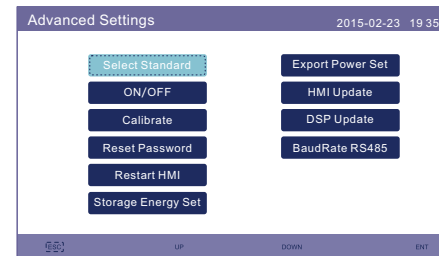 Advanced Settings 2015-02-23 19 35
Select Standard
ON/OFF
Calibrate
Reset Password
Restart HMI
Storage Energy Set
Export Power Set
HMI Update
DSP Update
BaudRate RS485
ESC UP DOWN ENT